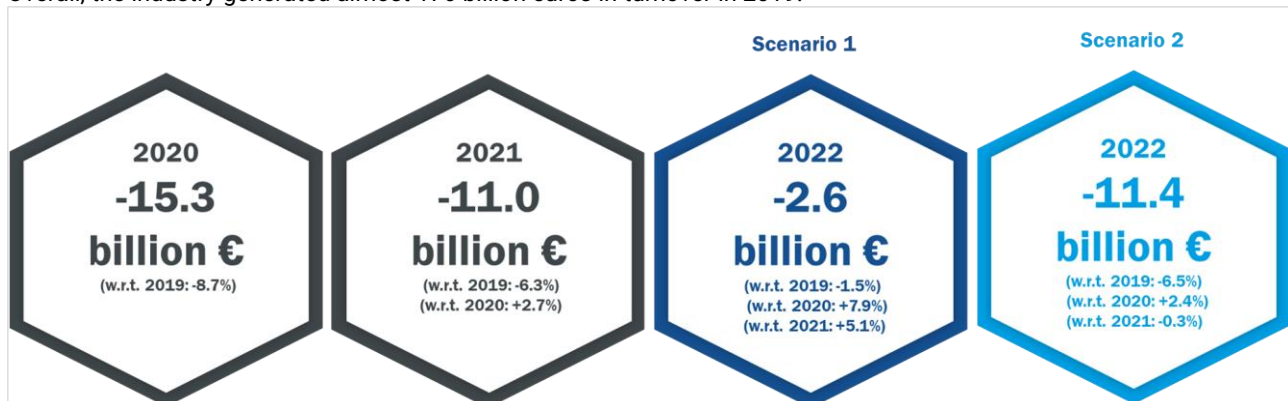 Overall, the industry generated almost billion euros in turnover in 2019.
Scenario 1
Scenario 2
2020
-15.3
billion €
(w.r.t. 2019: -8.7%)
2021
-11.0
billion €
(w.r.t. 2019: -6.3%)
(w.r.t. 2020: +2.7%)
2022
-2.6
billion €
(w.r.t. 2019: -1.5%)
(w.r.t. 2020: +7.9%)
(w.r.t. 2021: +5.1%)
2022
-11.4
billion €
(w.r.t. 2019: -6.5%)
(w.r.t. 2020: +2.4%)
(w.r.t. 2021: -0.3%)